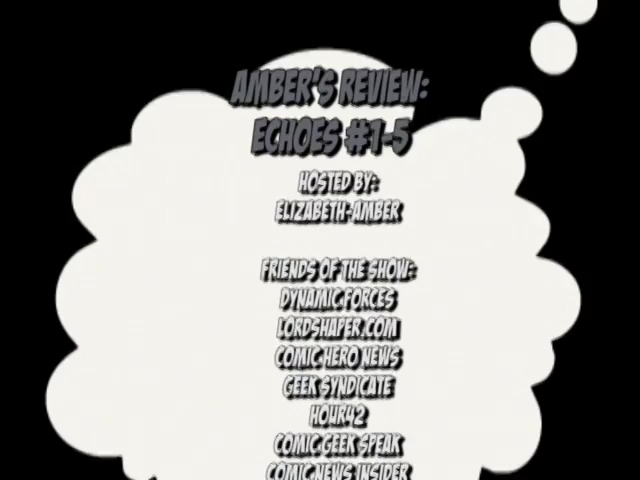 AMBER'S REVIEW:
ECHOES #1-5
HOSTED BY:
ELIZABETH-AMBER
FRIENDS OF THE SHOW:
DYNAMIC FORCES
LORDSHAPER.COM
COMIC HERO NEWS
GEEK SYNDICATE
HOUR42
COMIC GEEK SPEAK
COMIC NEWS INSIDER